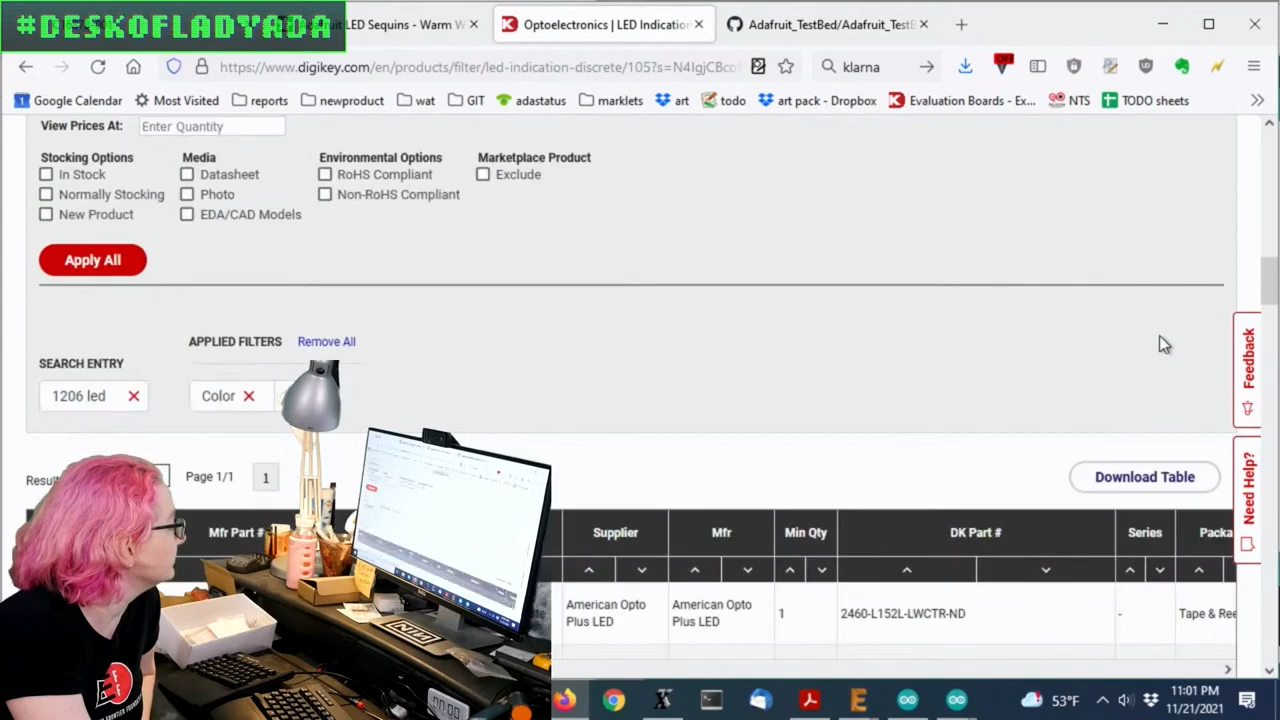 #DESKOFLADYADA
LED Sequins - Warm W
Optoelectronics | LED Indication
Adafruit_TestBed/Adafruit_TestB
https://www.digikey.com/en/products/filter/led-indication-discrete/105?s=N4IgjCBco
klarna
OFF
Google Calendar
Most Visited
reports
newproduct
wat
GIT
adastatus
marklets
art
todo
art pack - Dropbox
Evaluation Boards - Ex...
NTS
TODO sheets
View Prices At:
Enter Quantity
Stocking Options
Media
Environmental Options
Marketplace Product
In Stock
Datasheet
RoHS Compliant
Exclude
Normally Stocking
Photo
Non-RoHS Compliant
New Product
EDA/CAD Models
Apply All
APPLIED FILTERS
Remove All
SEARCH ENTRY
1206 led
Color
Feedback
Need Help?
Page 1/1
1
Download Table
Mfr Part #
Supplier
Mfr
Min Qty
DK Part #
Series
Packa
American Opto
Plus LED
American Opto
Plus LED
1
2460-L152L-LWCTR-ND
-
Tape & Ree
53°F
11:01 PM
11/21/2021